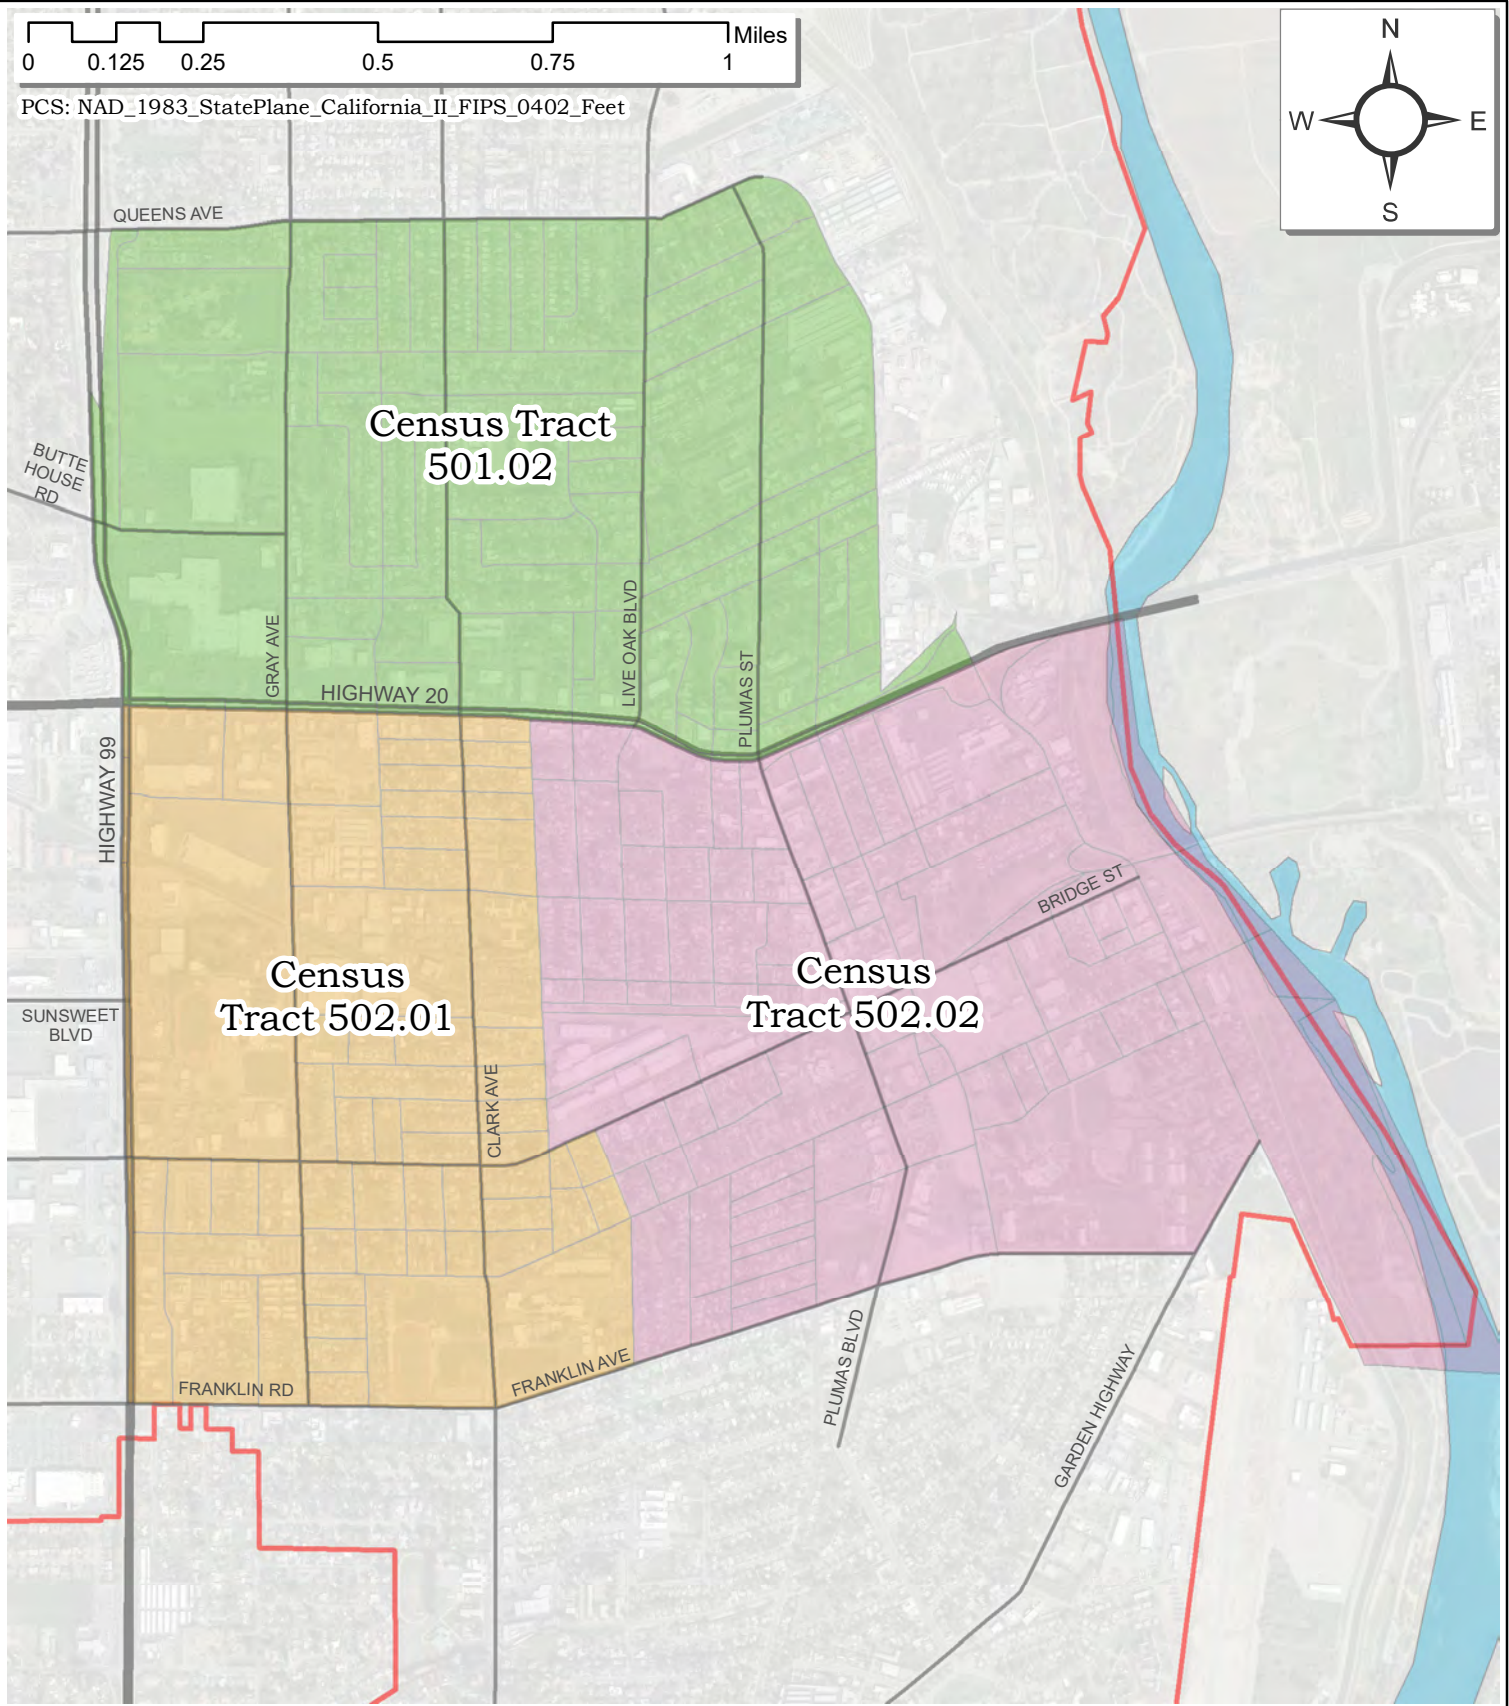 Miles
0 0.125 0.25 0.5 0.75 1
PCS: NAD_1983_StatePlane_California_II_FIPS_0402_Feet
N
W E
S
QUEENS AVE
Census Tract
501.02
BUTTE
HOUSE
RD
GRAY AVE
HIGHWAY 20
LIVE OAK BLVD
PLUMAS ST
HIGHWAY 99
BRIDGE ST
Census
Tract 502.01
Census
Tract 502.02
SUNSWEET
BLVD
CLARK AVE
FRANKLIN RD
FRANKLIN AVE
PLUMAS BLVD
GARDEN HIGHWAY